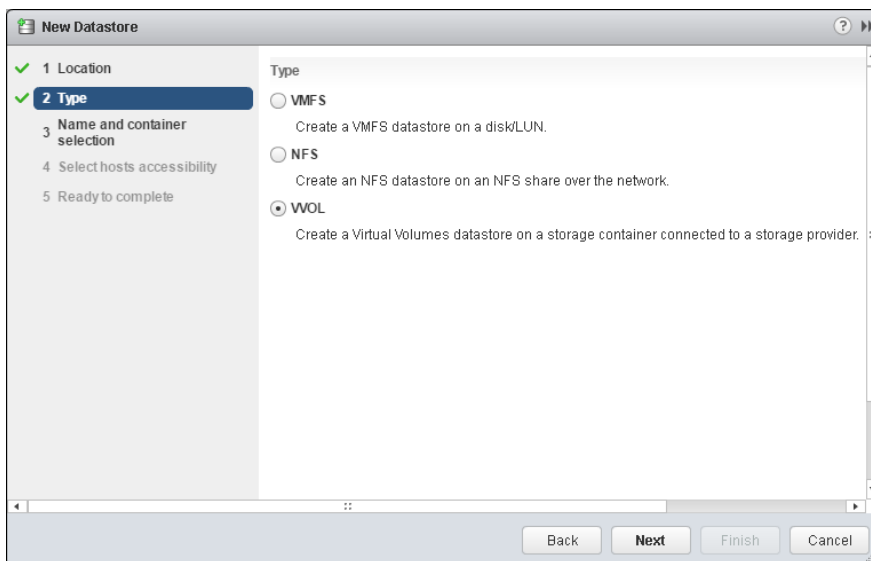 New Datastore
?
1 Location
2 Type
3 Name and container
selection
4 Select hosts accessibility
5 Ready to complete
Type
VMFS
Create a VMFS datastore on a disk/LUN.
NFS
Create an NFS datastore on an NFS share over the network.
VVOL
Create a Virtual Volumes datastore on a storage container connected to a storage provider.
Back
Next
Finish
Cancel